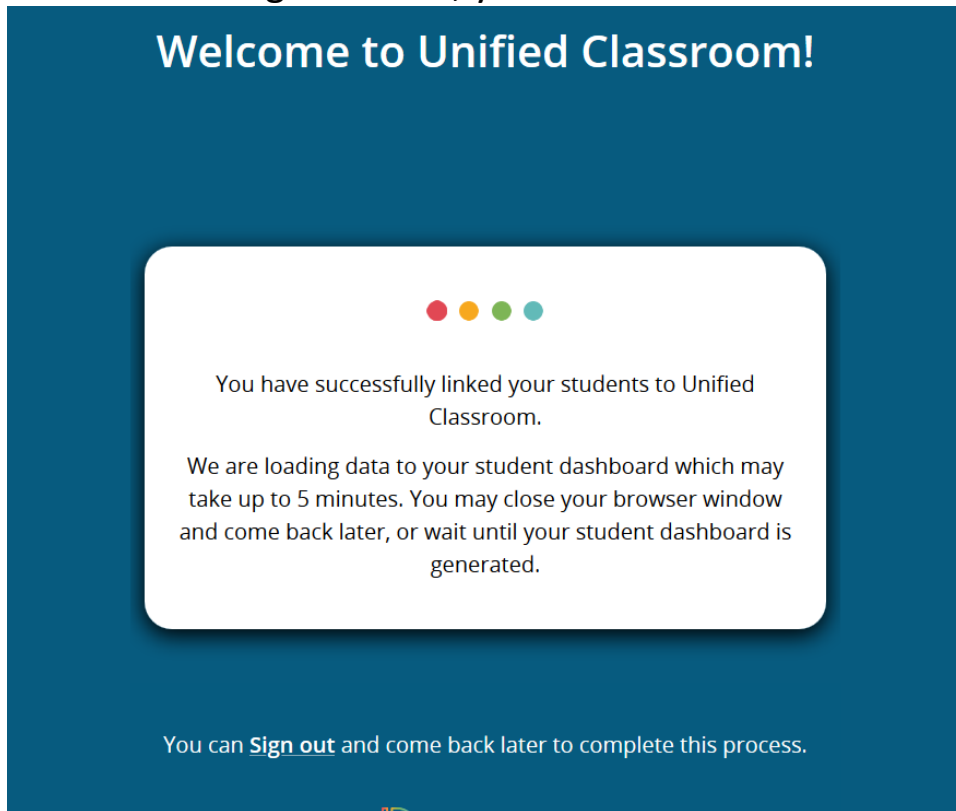 Welcome to Unified Classroom!
You have successfully linked your students to Unified
Classroom.
We are loading data to your student dashboard which may
take up to 5 minutes. You may close your browser window
and come back later, or wait until your student dashboard is
generated.
You can Sign out and come back later to complete this process.